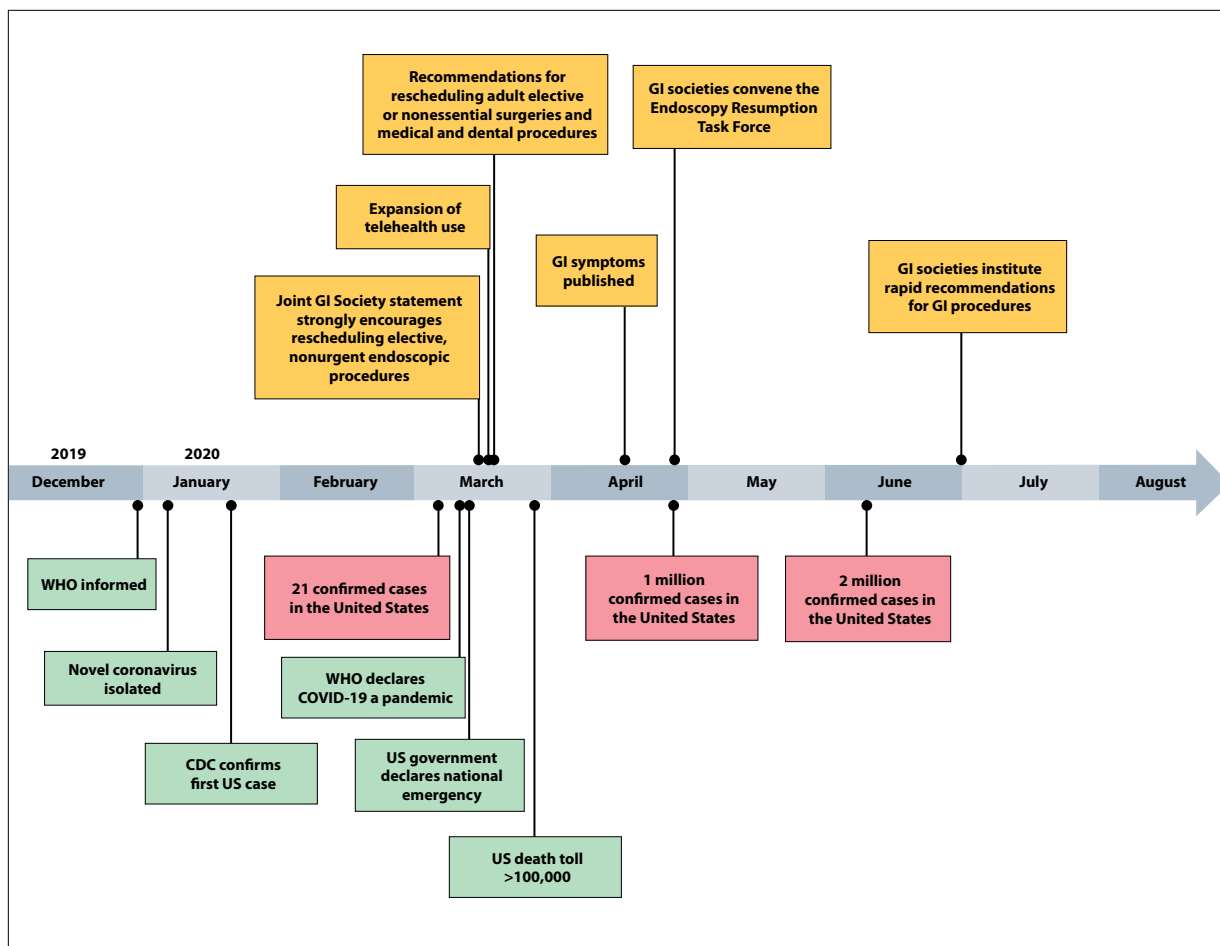 Recommendations for
rescheduling adult elective
or nonessential surgeries and
medical and dental procedures
GI societies convene the
Endoscopy Resumption
Task Force
Expansion of
telehealth use
GI symptoms
published
GI societies institute
rapid recommendations
for GI procedures
Joint GI Society statement
strongly encourages
rescheduling elective,
nonurgent endoscopic
procedures
2019
2020
December
January
February
March
April
May
June
July
August
WHO informed
21 confirmed cases
in the United States
1 million
confirmed cases in
the United States
2 million
confirmed cases in
the United States
Novel coronavirus
isolated
WHO declares
COVID-19 a pandemic
CDC confirms
first US case
US government
declares national
emergency
US death toll
>100,000